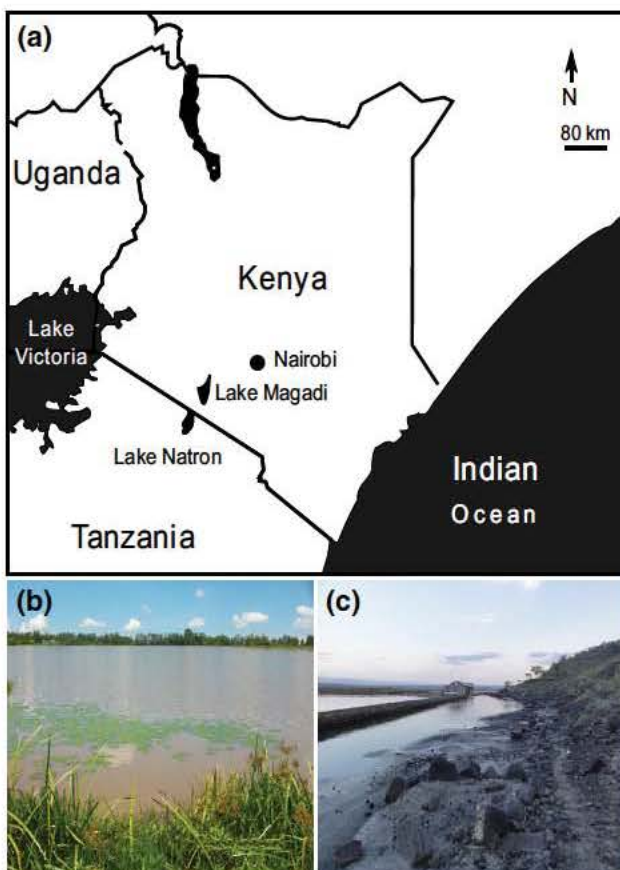 (a)
N
80 km
Uganda
Kenya
Lake
Victoria
Nairobi
Lake Magadi
Lake Natron
Indian
Ocean
Tanzania
(b)
(c)